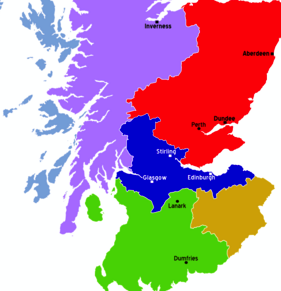 Inverness
Aberdeen
Dundee
Perth
Stirling
Glasgow
Edinburgh
Lanark
Dumfries